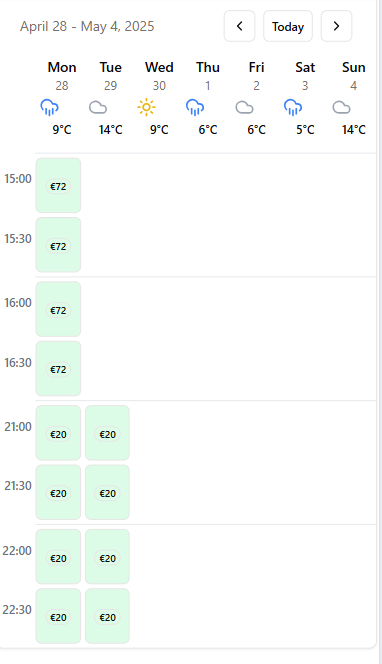 April 28 - May 4, 2025 Today
Mon Tue Wed Thu Fri Sat Sun
28 29 30 1 2 3 4
9°C 14°C 9°C 6°C 6°C 5°C 14°C
15:00 €72
15:30 €72
16:00 €72
16:30 €72
21:00 €20 €20
21:30 €20 €20
22:00 €20 €20
22:30 €20 €20